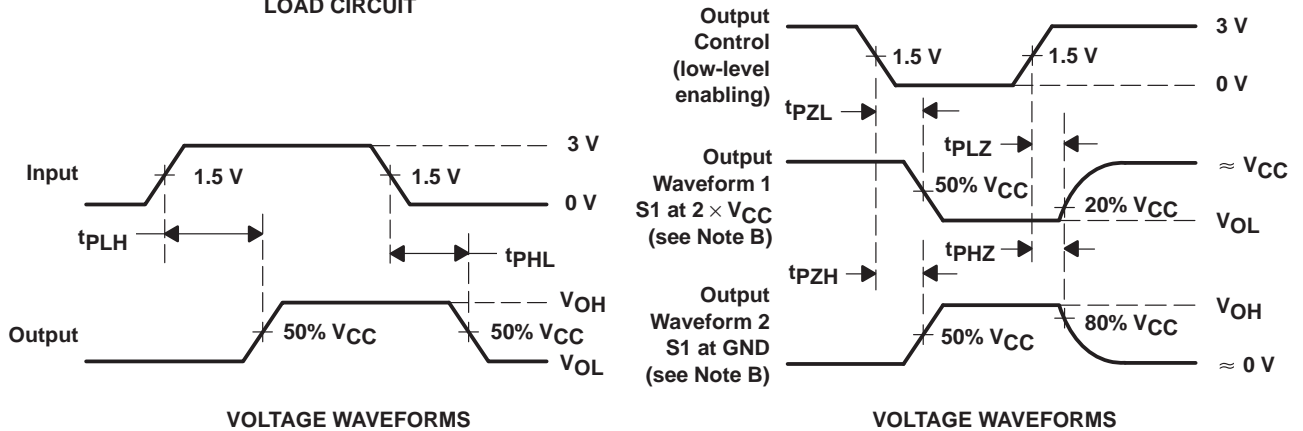 LOAD CIRCUIT
Input
1.5 V
1.5 V
3 V
0 V
tPLH
tPHL
Output
50% VCC
50% VCC
VOH
VOL
VOLTAGE WAVEFORMS
Output
Control
(low-level
enabling)
1.5 V
1.5 V
3 V
0 V
tPZL
tPLZ
Output
Waveform 1
S1 at 2 × VCC
(see Note B)
50% VCC
20% VCC
≈ VCC
VOL
tPZH
tPHZ
Output
Waveform 2
S1 at GND
(see Note B)
50% VCC
80% VCC
VOH
≈ 0 V
VOLTAGE WAVEFORMS